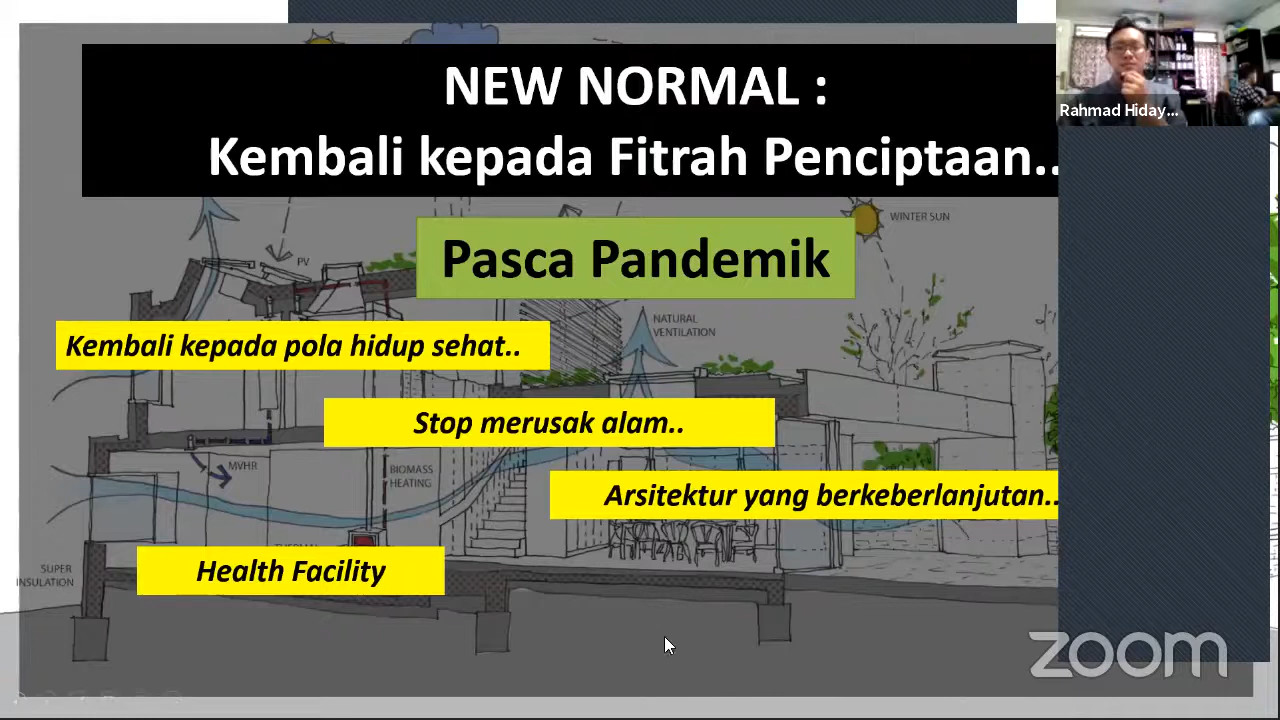 NEW NORMAL :
Kembali kepada Fitrah Penciptaan..
Rahmad Hiday...
WINTER SUN
Pasca Pandemik
PV
NATURAL
VENTILATION
Kembali kepada pola hidup sehat..
Stop merusak alam..
MVHR
BIOMASS
HEATING
Arsitektur yang berkeberlanjutan..
SUPER
INSULATION
Health Facility
zoom